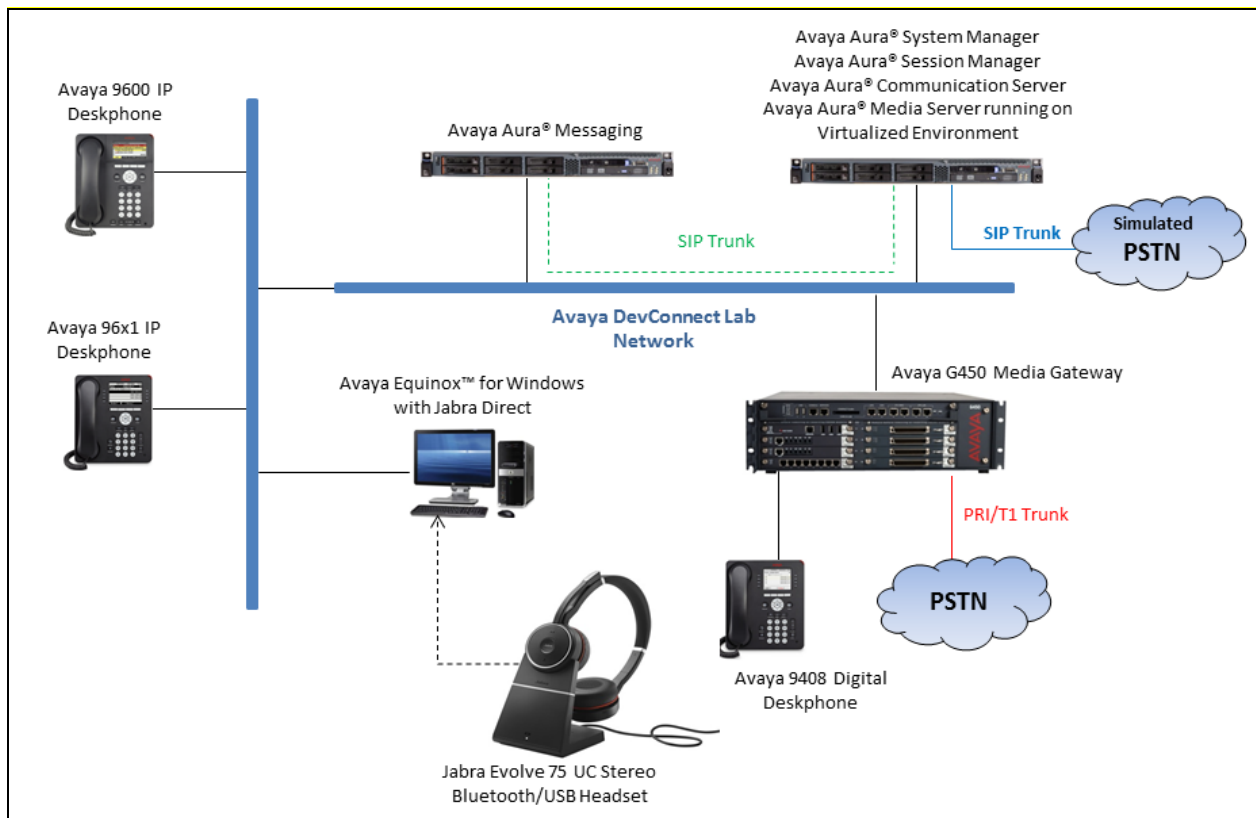 Avaya Aura® System Manager
Avaya Aura® Session Manager
Avaya Aura® Communication Server
Avaya Aura® Media Server running on
Virtualized Environment
Avaya 9600 IP
Deskphone
Avaya Aura® Messaging
SIP Trunk
SIP Trunk
Simulated
PSTN
Avaya DevConnect Lab
Network
Avaya 96x1 IP
Deskphone
Avaya Equinox™ for Windows
with Jabra Direct
Avaya G450 Media Gateway
AVAYA
PRI/T1 Trunk
PSTN
Avaya 9408 Digital
Deskphone
Jabra Evolve 75 UC Stereo
Bluetooth/USB Headset